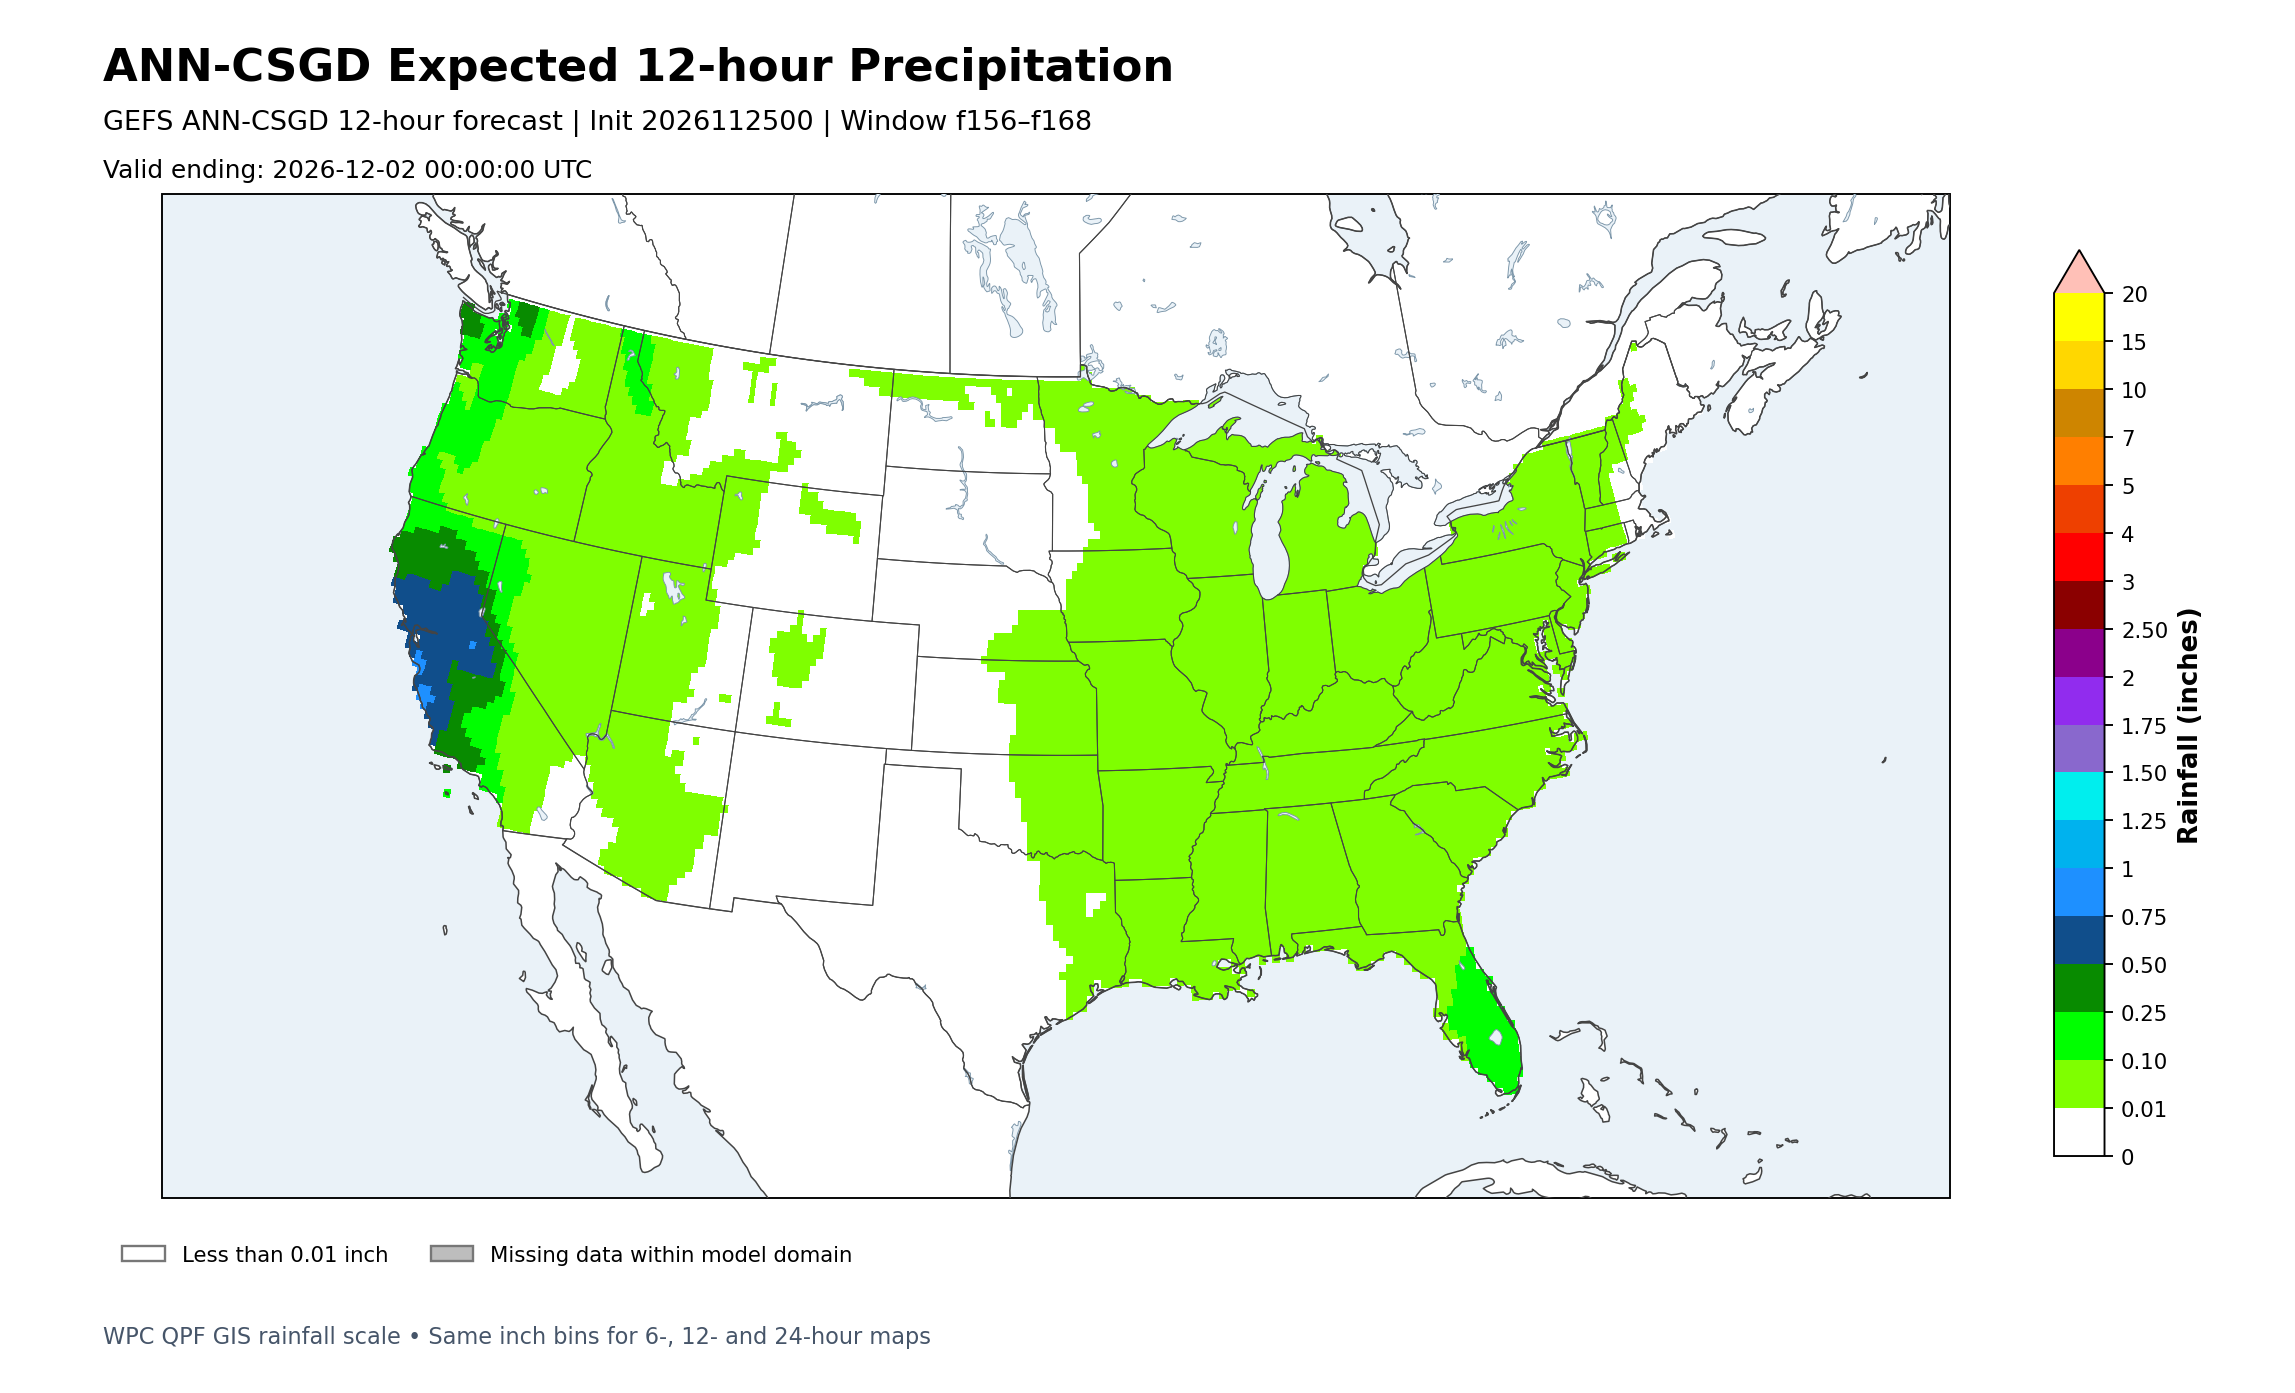 ANN-CSGD Expected 12-hour Precipitation
GEFS ANN-CSGD 12-hour forecast | Init 2026112500 | Window f156–f168
Valid ending: 2026-12-02 00:00:00 UTC
20
15
10
7
5
4
3
2.50
2
1.75
1.50
1.25
1
0.75
0.50
0.25
0.10
0.01
0
Rainfall (inches)
Less than 0.01 inch
Missing data within model domain
WPC QPF GIS rainfall scale • Same inch bins for 6-, 12- and 24-hour maps